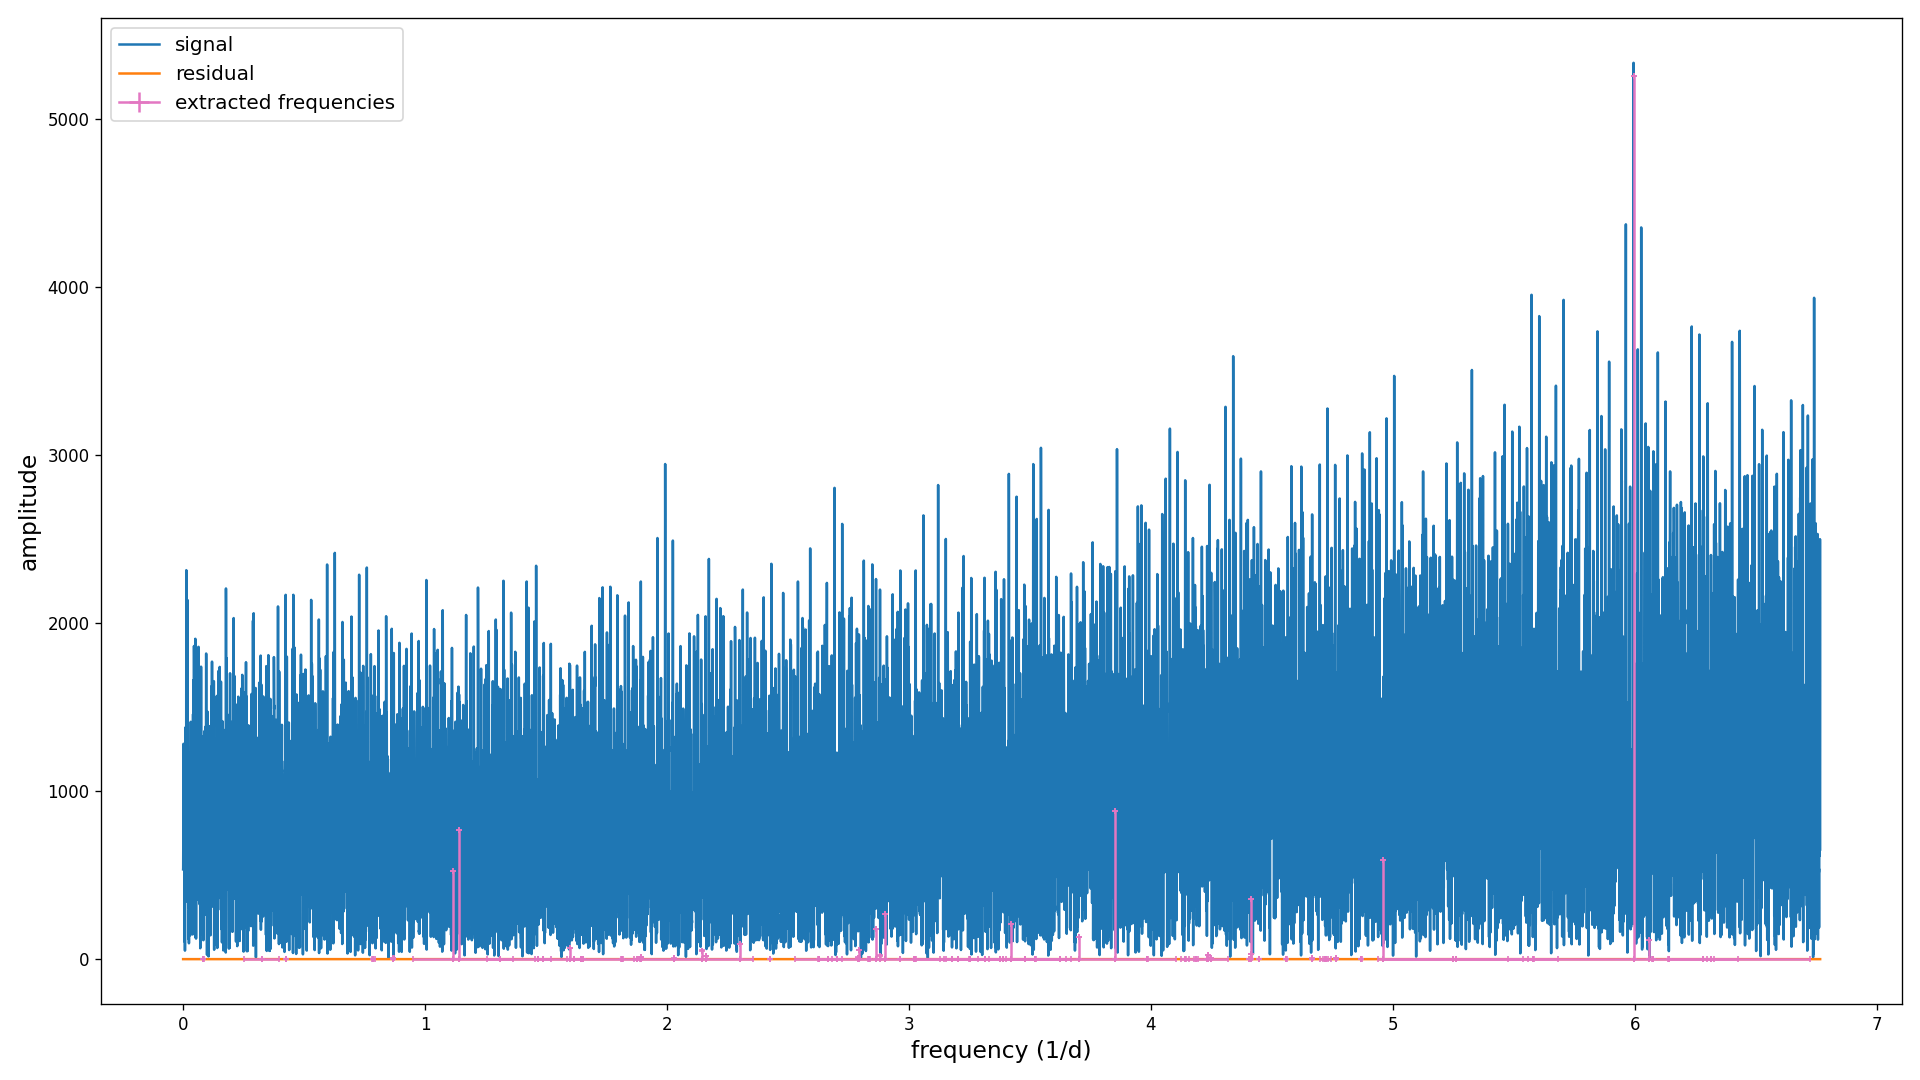 signal
residual
extracted frequencies
amplitude
5000
4000
3000
2000
1000
0
0 1 2 3 4 5 6 7
frequency (1/d)